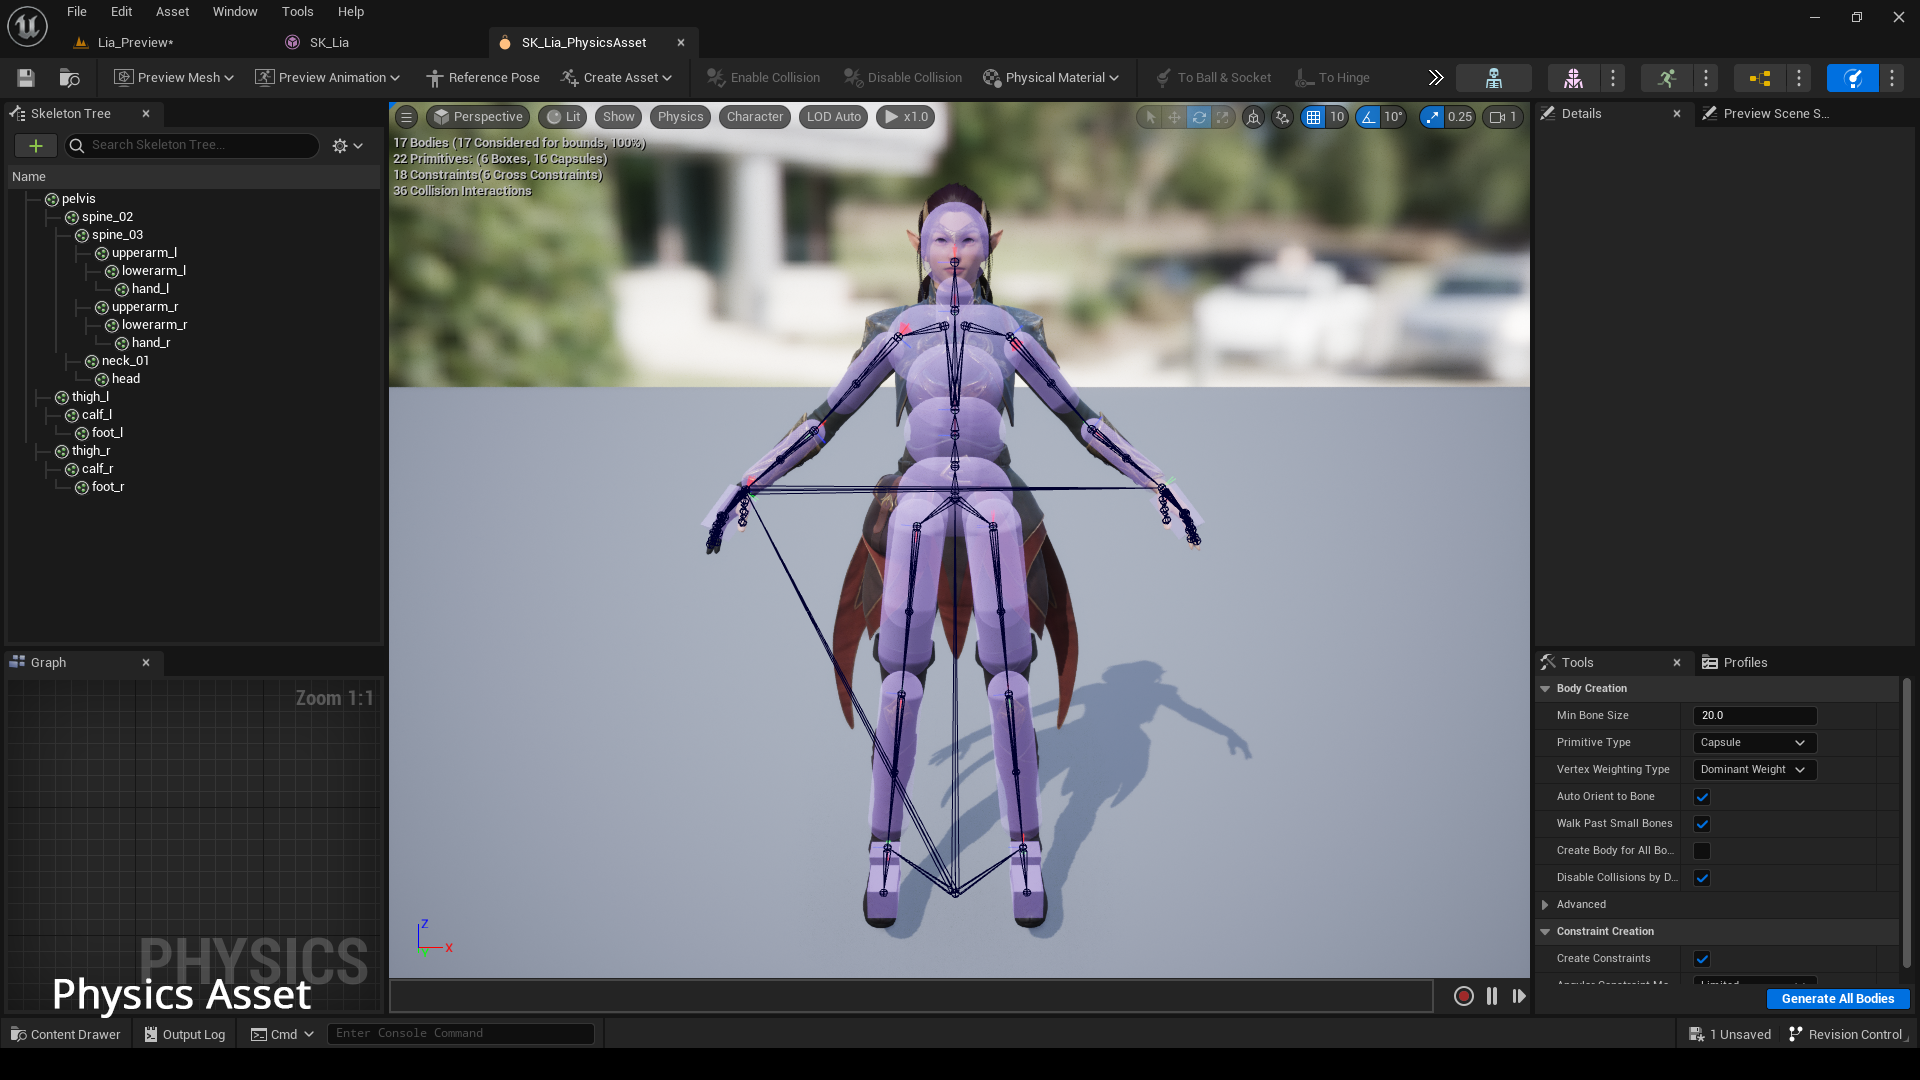 File Edit Asset Window Tools Help
Lia_Preview* SK_Lia SK_Lia_PhysicsAsset
Preview Mesh Preview Animation Reference Pose Create Asset Enable Collision Disable Collision Physical Material To Ball & Socket To Hinge
Skeleton Tree
Search Skeleton Tree...
Name
pelvis
spine_02
spine_03
upperarm_l
lowerarm_l
hand_l
upperarm_r
lowerarm_r
hand_r
neck_01
head
thigh_l
calf_l
foot_l
thigh_r
calf_r
foot_r
Graph
Zoom 1:1
PHYSICS
Physics Asset
Perspective Lit Show Physics Character LOD Auto x1.0 10 10° 0.25 1
17 Bodies (17 Considered for bounds, 100%)
22 Primitives: (6 Boxes, 16 Capsules)
18 Constraints(6 Cross Constraints)
36 Collision Interactions
Z
X
Y
Details Preview Scene S...
Tools Profiles
Body Creation
Min Bone Size 20.0
Primitive Type Capsule
Vertex Weighting Type Dominant Weight
Auto Orient to Bone
Walk Past Small Bones
Create Body for All Bo...
Disable Collisions by D...
Advanced
Constraint Creation
Create Constraints
Generate All Bodies
Content Drawer Output Log Cmd Enter Console Command 1 Unsaved Revision Control